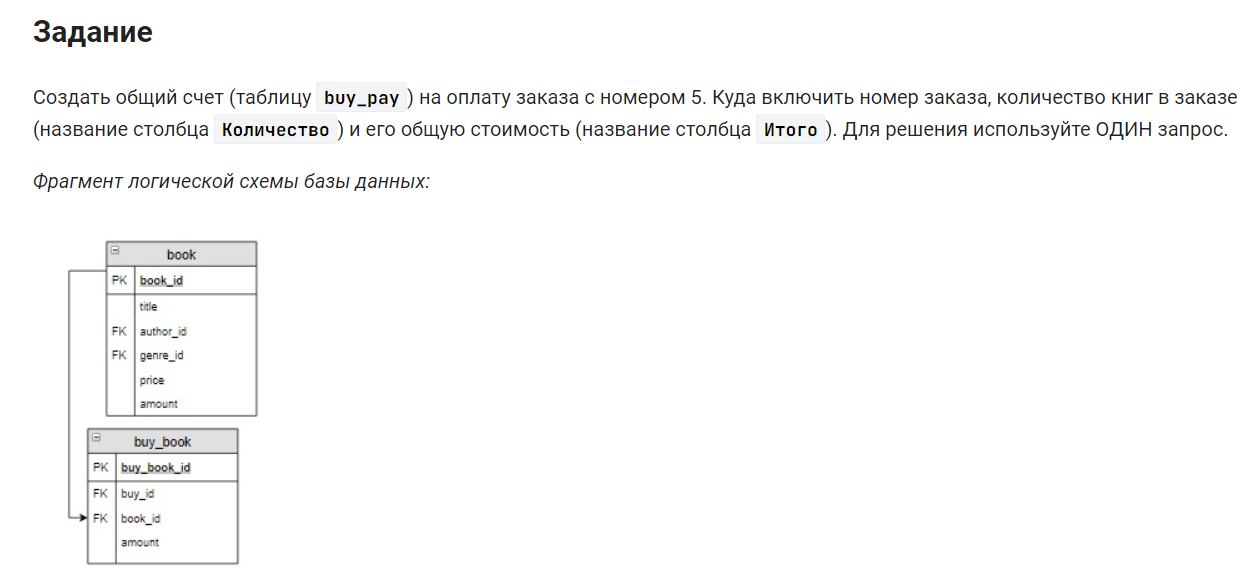 Задание
Создать общий счет (таблицу buy_pay) на оплату заказа с номером 5. Куда включить номер заказа, количество книг в заказе
(название столбца Количество) и его общую стоимость (название столбца Итого). Для решения используйте ОДИН запрос.
Фрагмент логической схемы базы данных:
book
PK book_id
title
FK author_id
FK genre_id
price
amount
buy_book
PK buy_book_id
FK buy_id
FK book_id
amount